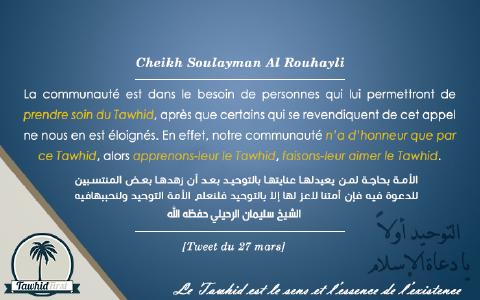 Cheikh Soulayman Al Rouhayli
La communauté est dans le besoin de personnes qui lui permettront de
prendre soin du Tawhid, après que certains qui se revendiquent de cet appel
ne nous en est éloignés. En effet, notre communauté n'a d'honneur que par
ce Tawhid, alors apprenons-leur le Tawhid, faisons-leur aimer le Tawhid.
الأمة بحاجة لمن يعيدلها عنايتها بالتوحيد بعد أن زهدها بعض المنتسبين
للدعوة فيه فإن أمتنا لاعز لها إلا بالتوحيد فلنعلم الأمة التوحيد ولنحببهافيه
الشيخ سليمان الرحيلي حفظه الله
[Tweet du 27 mars]
التوحيد أولاً
يا دعاة الإسلام
TawhidFirst
Le Tawhid est le sens et l'essence de l'existence